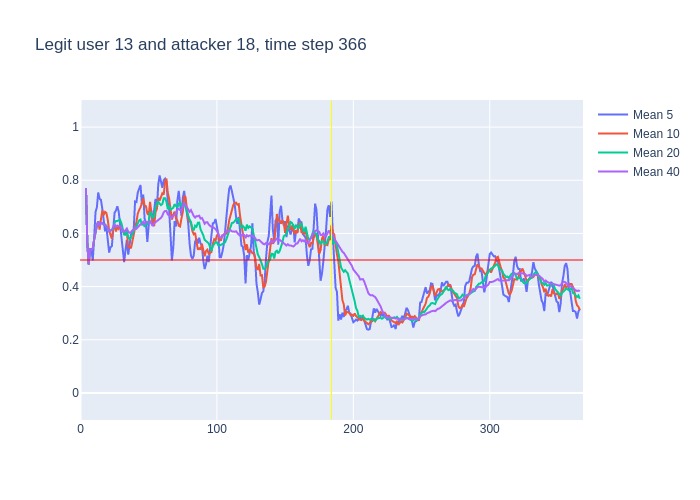 Legit user 13 and attacker 18, time step 366
Mean 5
Mean 10
Mean 20
Mean 40
1
0.8
0.6
0.4
0.2
0
0 100 200 300